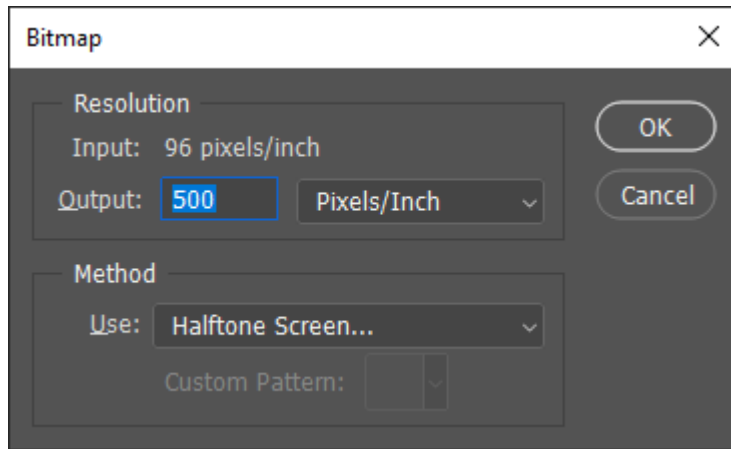 Bitmap
Resolution
Input: 96 pixels/inch
Output: 500 Pixels/Inch
OK
Cancel
Method
Use: Halftone Screen...
Custom Pattern: